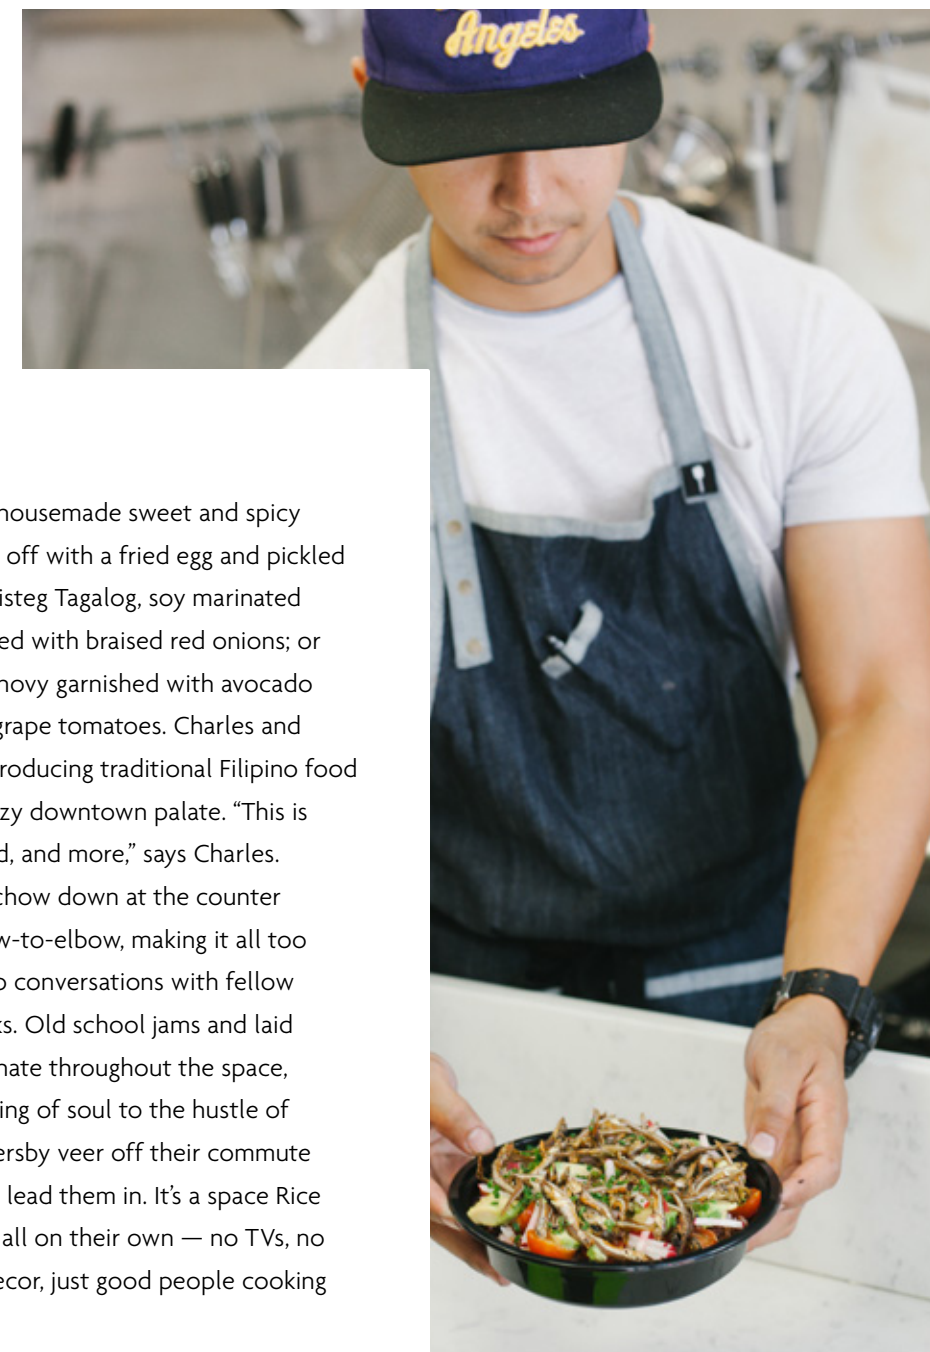 Angeles
housemade sweet and spicy
off with a fried egg and pickled
isteg Tagalog, soy marinated
ed with braised red onions; or
hovy garnished with avocado
grape tomatoes. Charles and
roducing traditional Filipino food
zy downtown palate. “This is
d, and more,” says Charles.
chow down at the counter
w-to-elbow, making it all too
o conversations with fellow
ks. Old school jams and laid
nate throughout the space,
ing of soul to the hustle of
ersby veer off their commute
lead them in. It’s a space Rice
all on their own — no TVs, no
ecor, just good people cooking